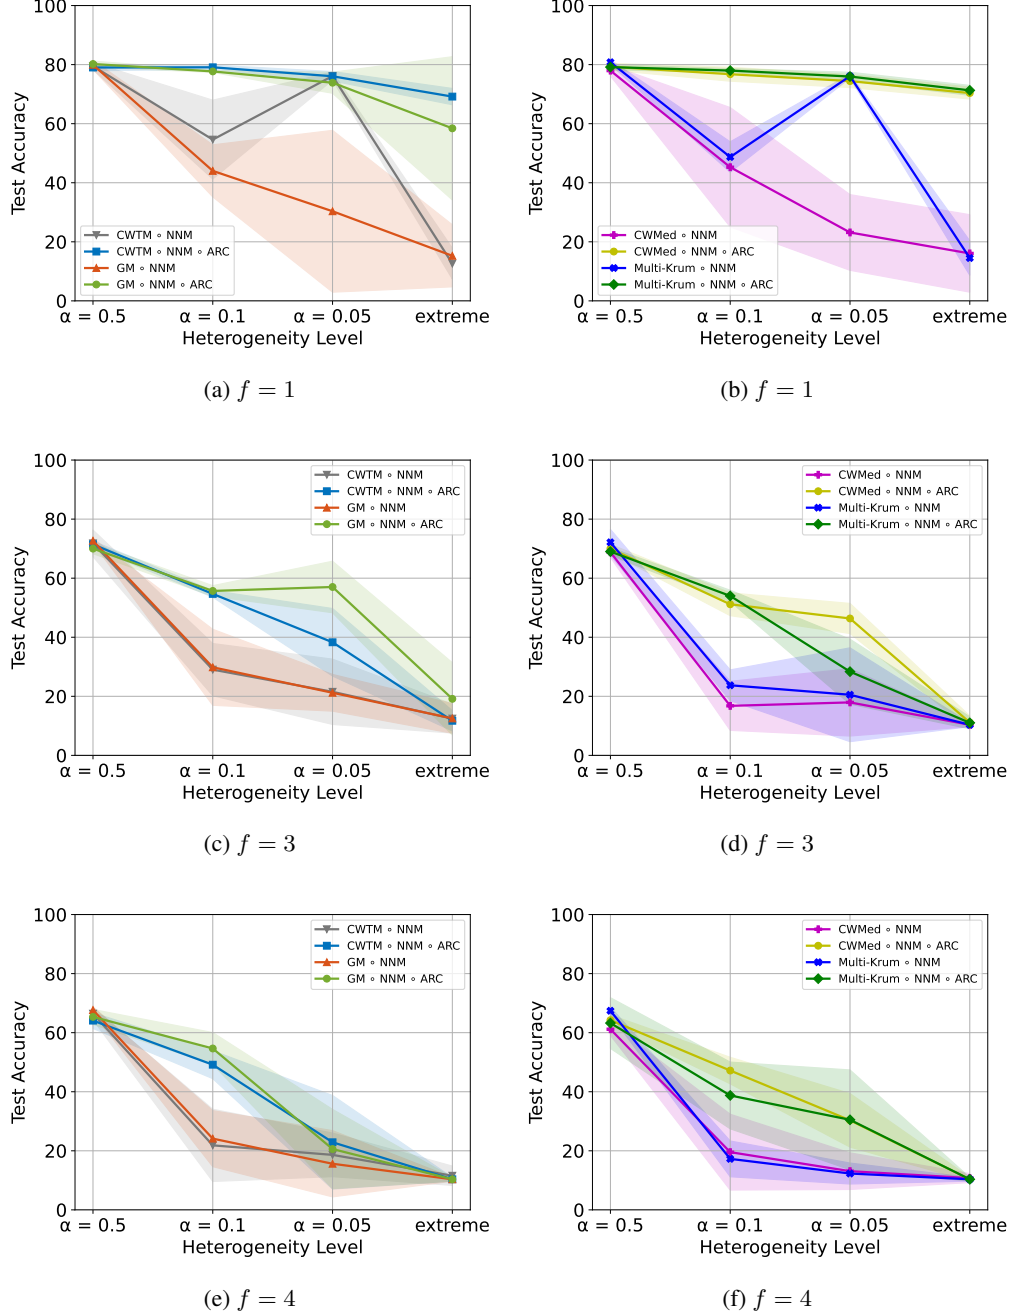 100
80
60
40
20
0
Test Accuracy
CWTM ∘ NNM
CWTM ∘ NNM ∘ ARC
GM ∘ NNM
GM ∘ NNM ∘ ARC
α = 0.5
α = 0.1
α = 0.05
extreme
Heterogeneity Level
(a) f = 1
100
80
60
40
20
0
Test Accuracy
CWMed ∘ NNM
CWMed ∘ NNM ∘ ARC
Multi-Krum ∘ NNM
Multi-Krum ∘ NNM ∘ ARC
α = 0.5
α = 0.1
α = 0.05
extreme
Heterogeneity Level
(b) f = 1
100
80
60
40
20
0
Test Accuracy
CWTM ∘ NNM
CWTM ∘ NNM ∘ ARC
GM ∘ NNM
GM ∘ NNM ∘ ARC
α = 0.5
α = 0.1
α = 0.05
extreme
Heterogeneity Level
(c) f = 3
100
80
60
40
20
0
Test Accuracy
CWMed ∘ NNM
CWMed ∘ NNM ∘ ARC
Multi-Krum ∘ NNM
Multi-Krum ∘ NNM ∘ ARC
α = 0.5
α = 0.1
α = 0.05
extreme
Heterogeneity Level
(d) f = 3
100
80
60
40
20
0
Test Accuracy
CWTM ∘ NNM
CWTM ∘ NNM ∘ ARC
GM ∘ NNM
GM ∘ NNM ∘ ARC
α = 0.5
α = 0.1
α = 0.05
extreme
Heterogeneity Level
(e) f = 4
100
80
60
40
20
0
Test Accuracy
CWMed ∘ NNM
CWMed ∘ NNM ∘ ARC
Multi-Krum ∘ NNM
Multi-Krum ∘ NNM ∘ ARC
α = 0.5
α = 0.1
α = 0.05
extreme
Heterogeneity Level
(f) f = 4